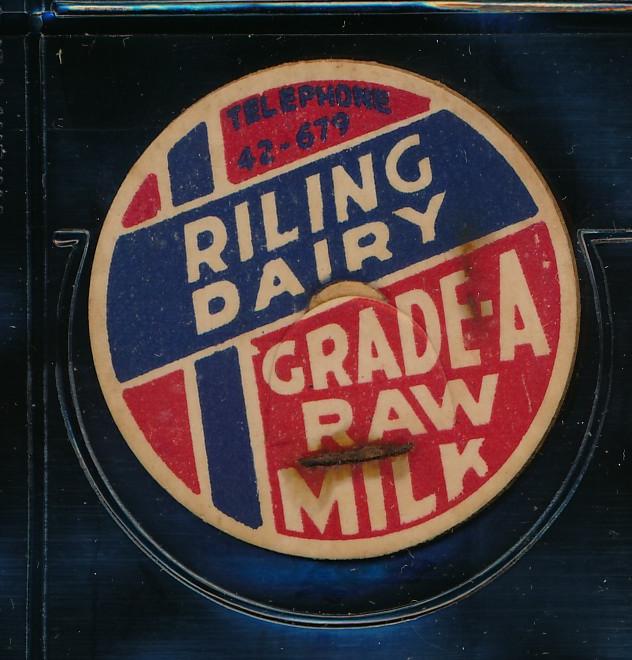 TELEPHONE
42-679
RILING
DAIRY
GRADE-A
RAW
MILK